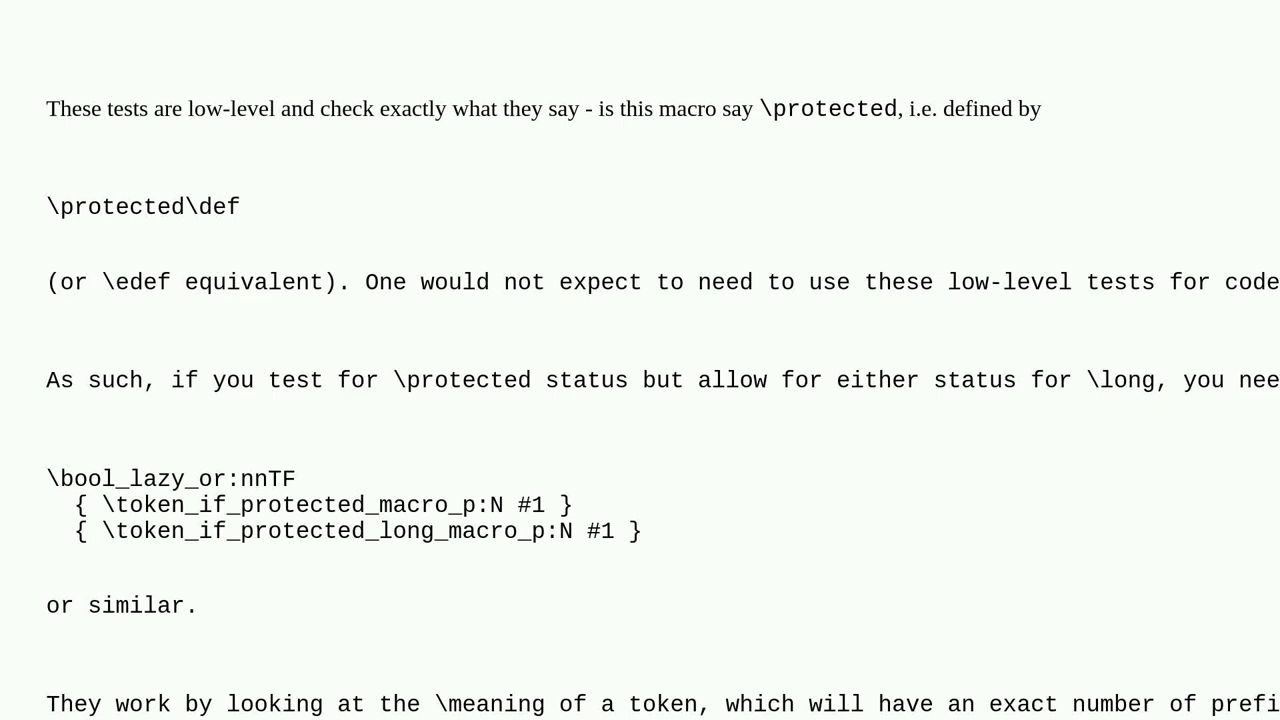 These tests are low-level and check exactly what they say - is this macro say \protected, i.e. defined by
\protected\def
(or \edef equivalent). One would not expect to need to use these low-level tests for code
As such, if you test for \protected status but allow for either status for \long, you nee
\bool_lazy_or:nnTF
  { \token_if_protected_macro_p:N #1 }
  { \token_if_protected_long_macro_p:N #1 }
or similar.
They work by looking at the \meaning of a token, which will have an exact number of prefi